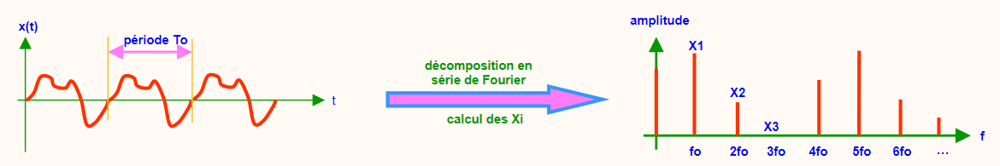 x(t)
période To
t
décomposition en
série de Fourier
calcul des Xi
amplitude
X1
X2
X3
fo 2fo 3fo 4fo 5fo 6fo ...
f